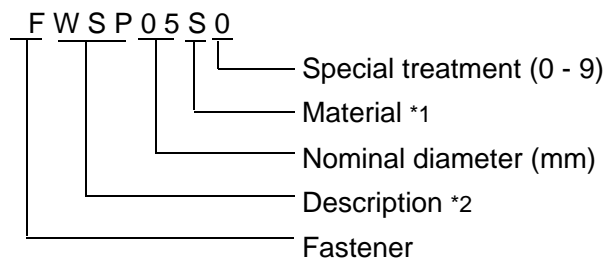 F W S P 0 5 S 0
Special treatment (0 - 9)
Material *1
Nominal diameter (mm)
Description *2
Fastener